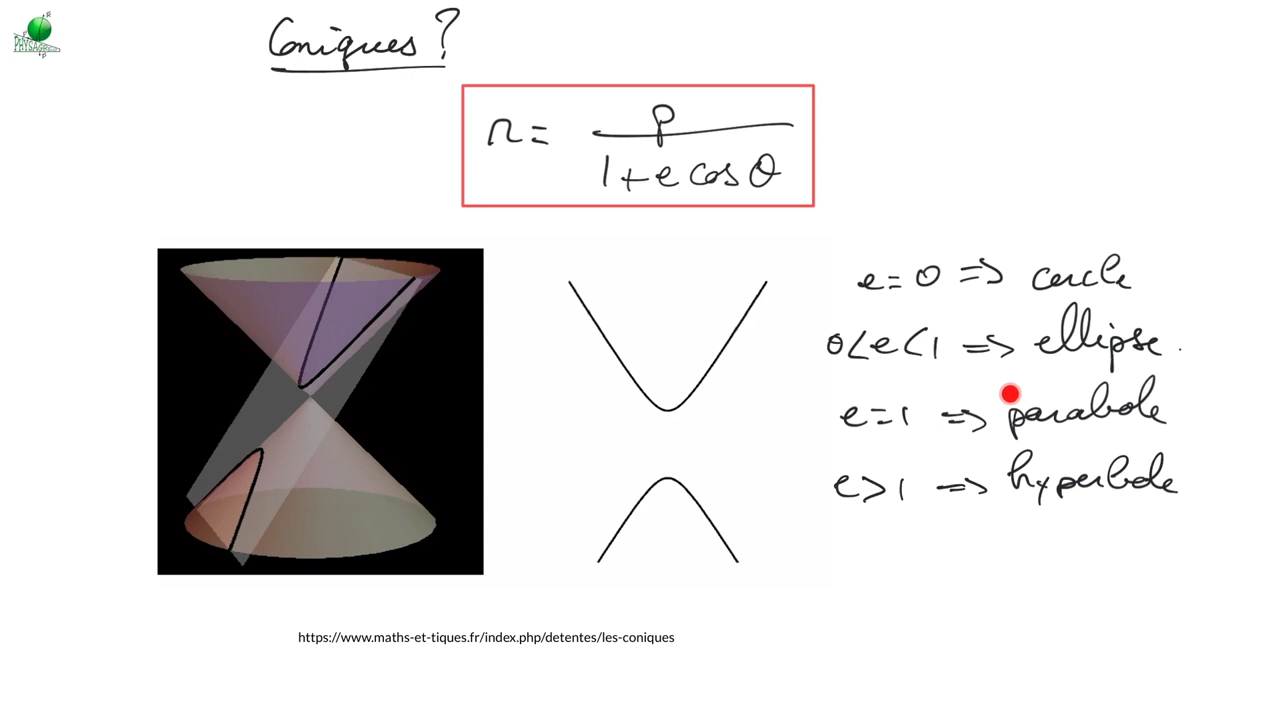 PHYSAGREG
Coniques ?
r = p / (1 + e cos θ)
e = 0 => cercle
0 < e < 1 => ellipse.
e = 1 => parabole
e > 1 => hyperbole
https://www.maths-et-tiques.fr/index.php/detentes/les-coniques